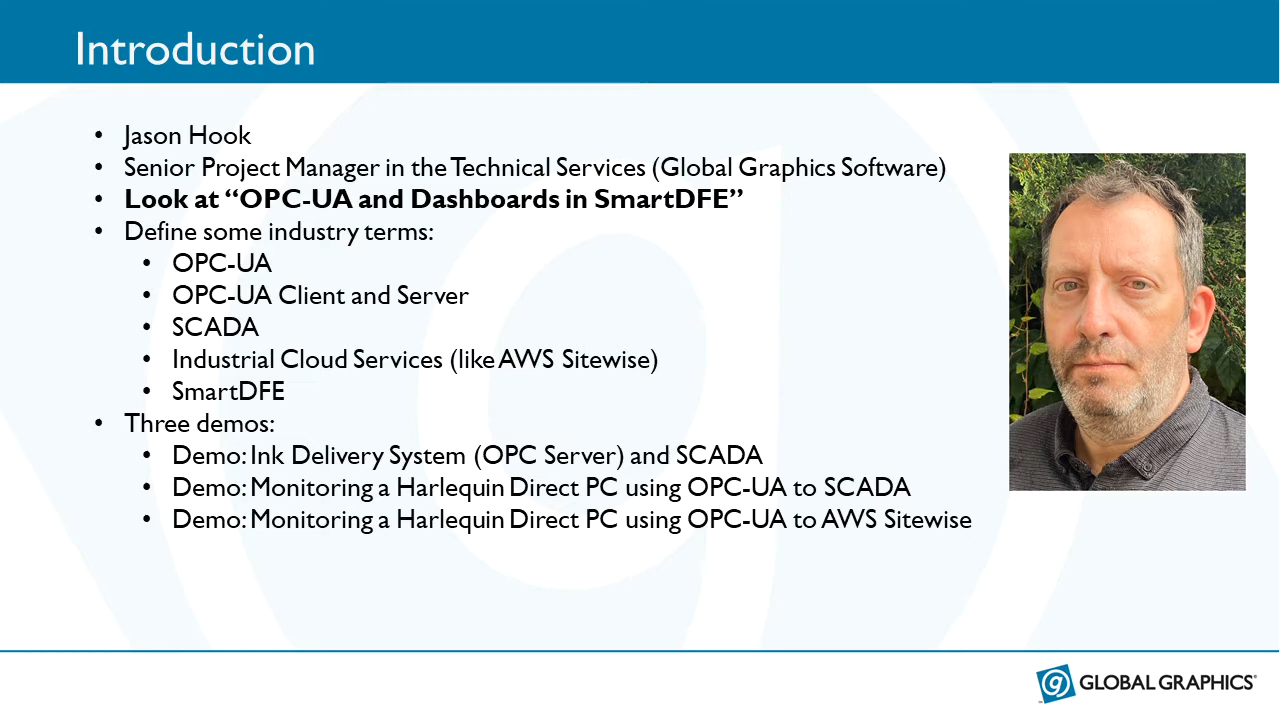 Introduction
• Jason Hook
• Senior Project Manager in the Technical Services (Global Graphics Software)
• Look at “OPC-UA and Dashboards in SmartDFE”
• Define some industry terms:
• OPC-UA
• OPC-UA Client and Server
• SCADA
• Industrial Cloud Services (like AWS Sitewise)
• SmartDFE
• Three demos:
• Demo: Ink Delivery System (OPC Server) and SCADA
• Demo: Monitoring a Harlequin Direct PC using OPC-UA to SCADA
• Demo: Monitoring a Harlequin Direct PC using OPC-UA to AWS Sitewise
g GLOBAL GRAPHICS®